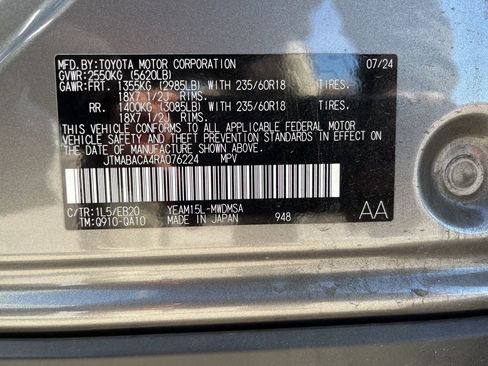 MFD. BY: TOYOTA MOTOR CORPORATION 07/24
GVWR: 2550KG (5620LB)
GAWR: FRT. 1355KG (2985LB) WITH 235/60R18 TIRES.
18X7 1/2J RIMS.
RR. 1400KG (3085LB) WITH 235/60R18 TIRES.
18X7 1/2J RIMS.
THIS VEHICLE CONFORMS TO ALL APPLICABLE FEDERAL MOTOR
VEHICLE SAFETY AND THEFT PREVENTION STANDARDS IN EFFECT
ON THE DATE OF MANUFACTURE SHOWN ABOVE.
JTMABACA4RA076224 MPV
C/TR: 1L5/EB20 YEAM15L-MWDMSA
TM: Q910-QA10 MADE IN JAPAN 948 AA